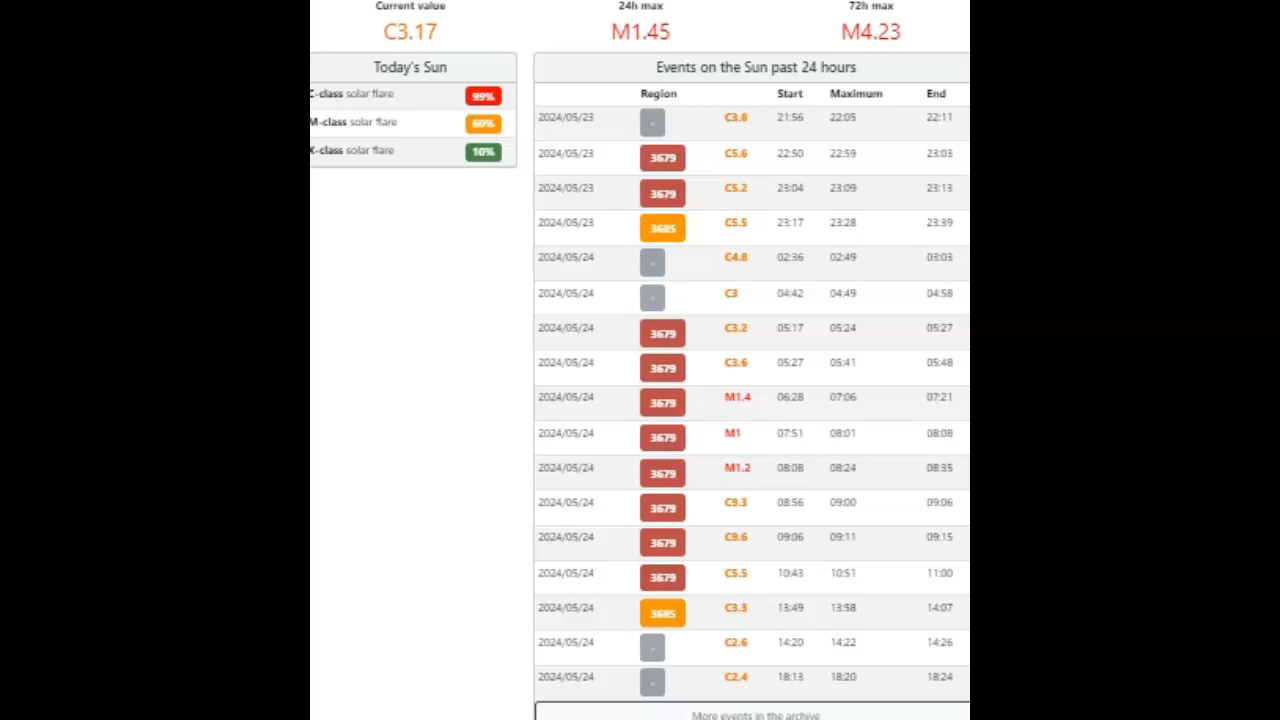 Current value 24h max 72h max
C3.17 M1.45 M4.23
Today's Sun
C-class solar flare 99%
M-class solar flare 60%
X-class solar flare 10%
Events on the Sun past 24 hours
Region Start Maximum End
2024/05/23 - C3.8 21:56 22:05 22:11
2024/05/23 3679 C5.6 22:50 22:59 23:03
2024/05/23 3679 C5.2 23:04 23:09 23:13
2024/05/23 3685 C5.5 23:17 23:28 23:39
2024/05/24 - C4.8 02:36 02:49 03:03
2024/05/24 - C3 04:42 04:49 04:58
2024/05/24 3679 C3.2 05:17 05:24 05:27
2024/05/24 3679 C3.6 05:27 05:41 05:48
2024/05/24 3679 M1.4 06:28 07:06 07:21
2024/05/24 3679 M1 07:51 08:01 08:08
2024/05/24 3679 M1.2 08:08 08:24 08:35
2024/05/24 3679 C9.3 08:56 09:00 09:06
2024/05/24 3679 C9.6 09:06 09:11 09:15
2024/05/24 3679 C5.5 10:43 10:51 11:00
2024/05/24 3685 C3.3 13:49 13:58 14:07
2024/05/24 - C2.6 14:20 14:22 14:26
2024/05/24 - C2.4 18:13 18:20 18:24
More events in the archive